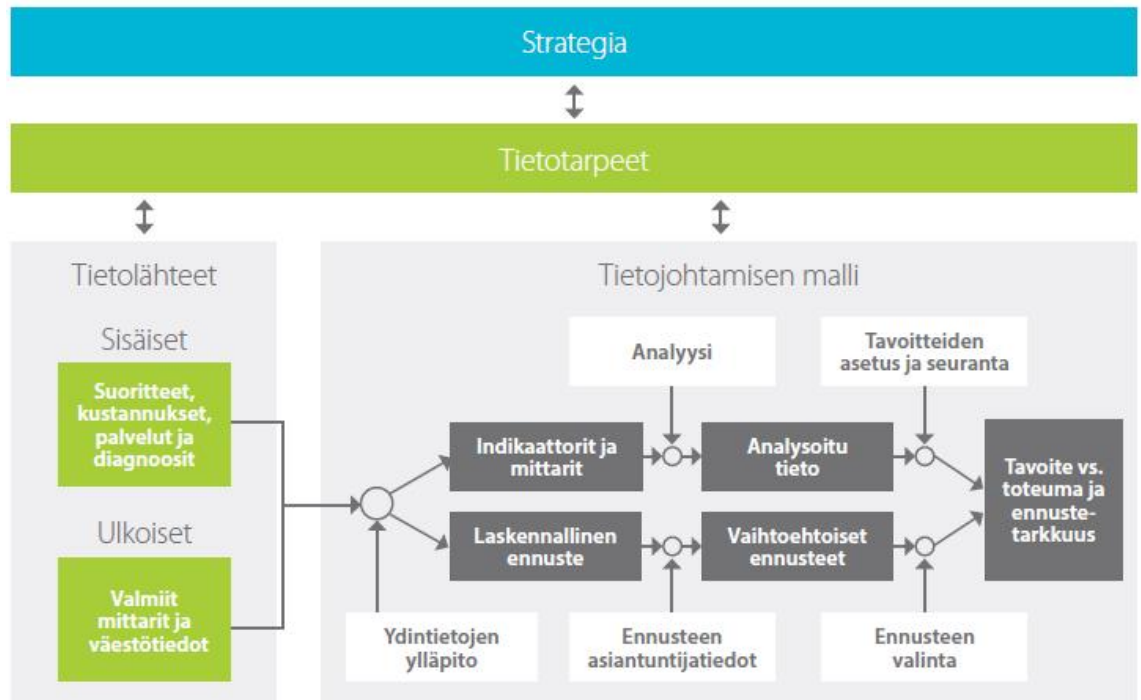 Strategia
Tietotarpeet
Tietolähteet
Sisäiset
Suoritteet,
kustannukset,
palvelut ja
diagnoosit
Ulkoiset
Valmiit
mittarit ja
väestötiedot
Tietojohtamisen malli
Analyysi
Tavoitteiden
asetus ja seuranta
Indikaattorit ja
mittarit
Analysoitu
tieto
Laskennallinen
ennuste
Vaihtoehtoiset
ennusteet
Tavoite vs.
toteuma ja
ennuste-
tarkkuus
Ydintietojen
ylläpito
Ennusteen
asiantuntijatiedot
Ennusteen
valinta